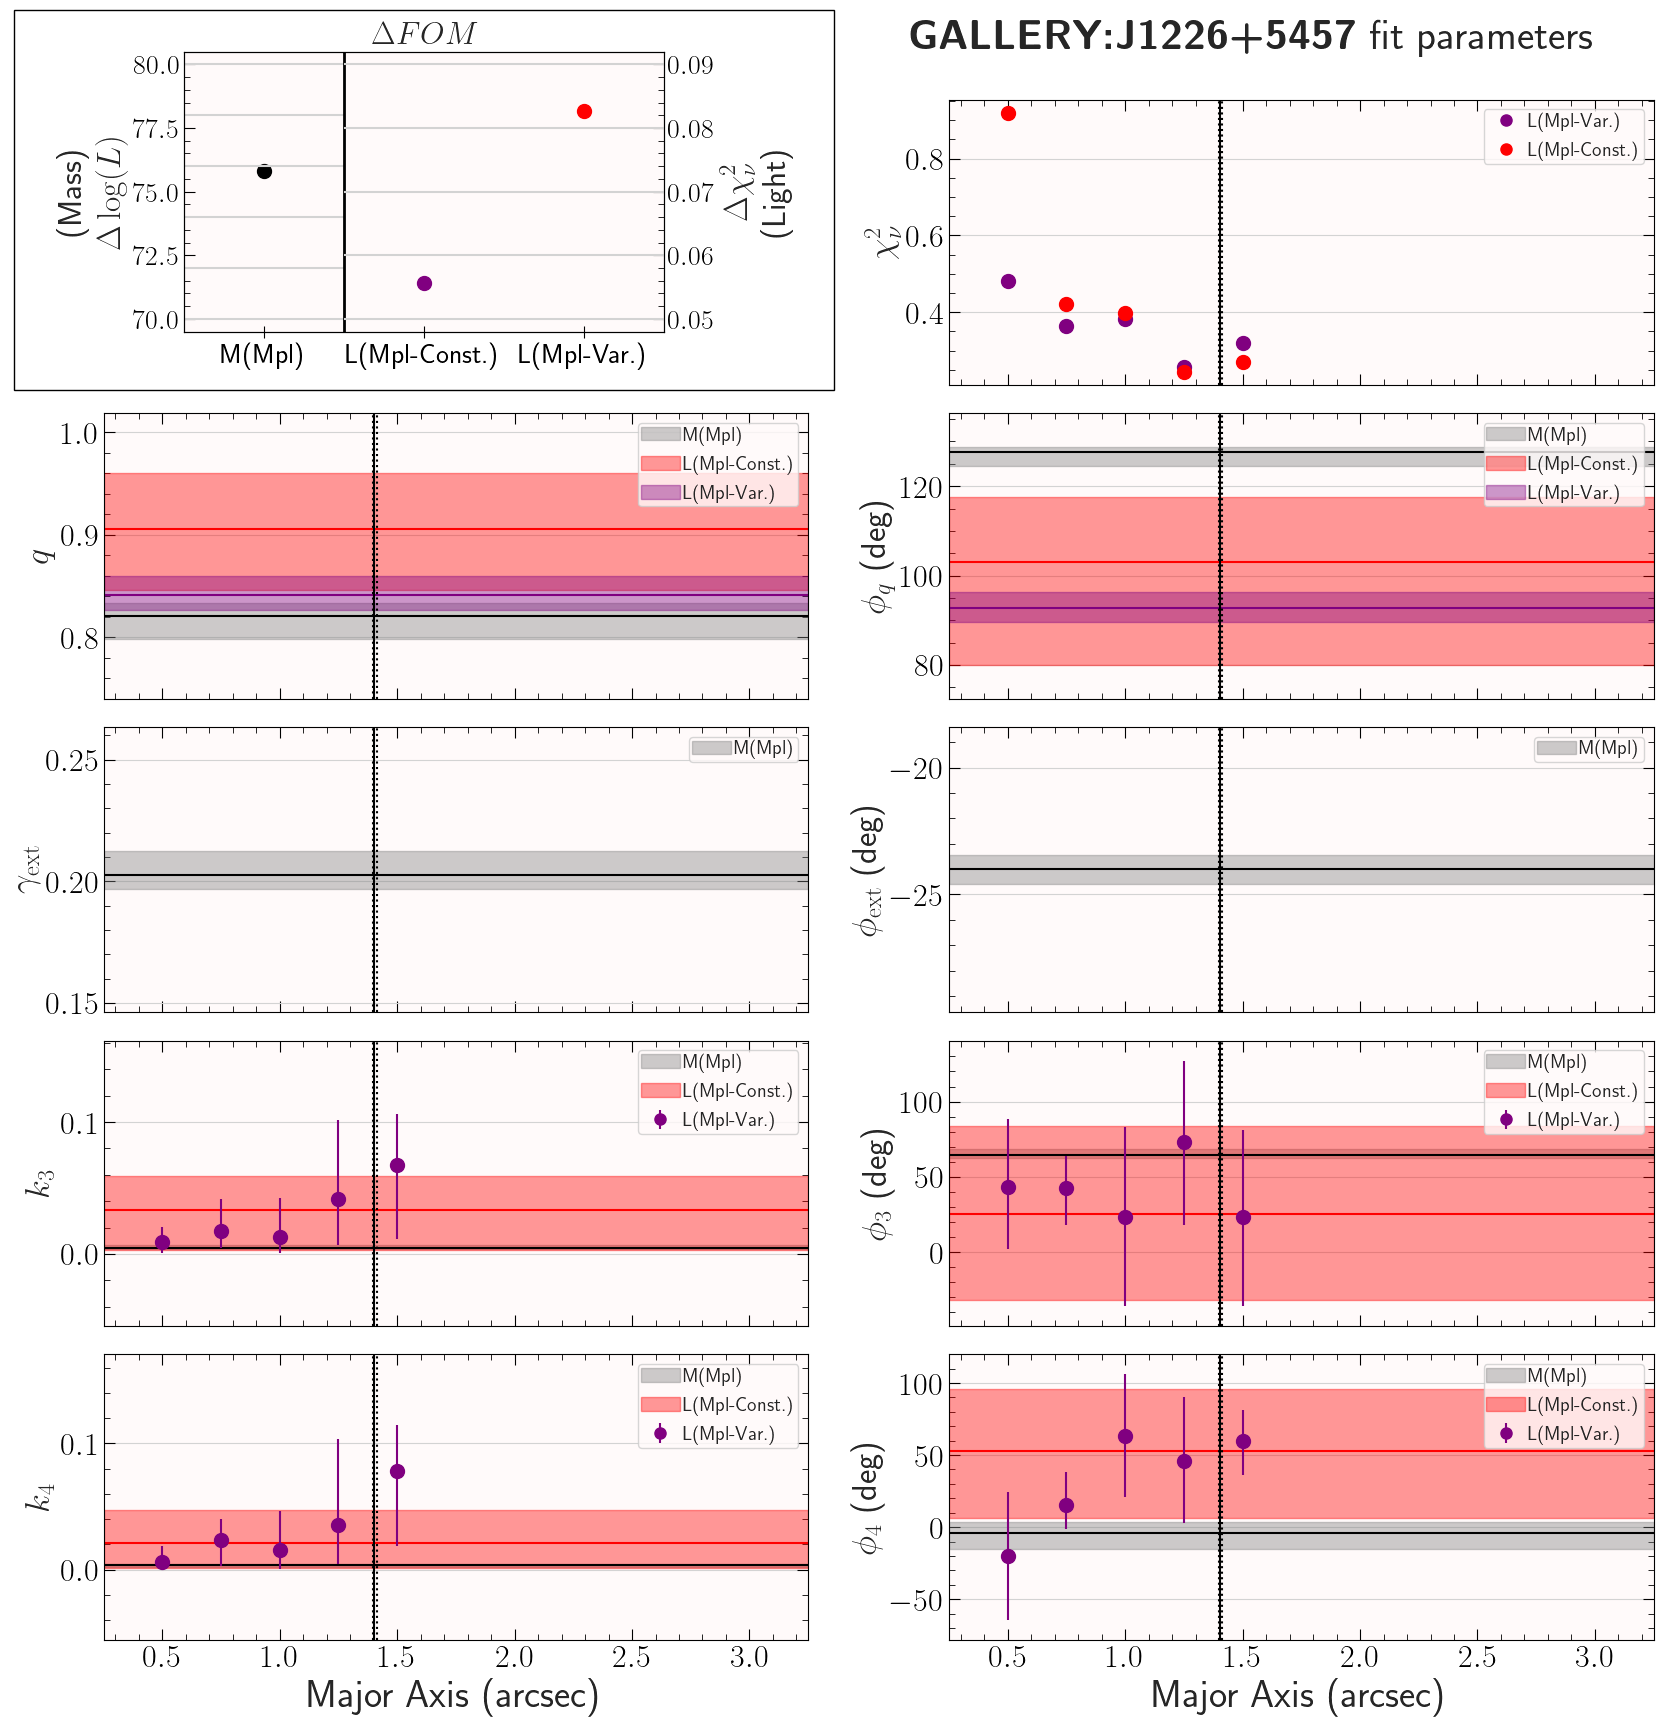 ΔFOM
GALLERY:J1226+5457 fit parameters
(Mass)
Δ log(L)
80.0
77.5
75.0
72.5
70.0
0.09
0.08
0.07
0.06
0.05
Δχ²ᵥ
(Light)
M(Mpl) L(Mpl-Const.) L(Mpl-Var.)
χ²ᵥ
0.8
0.6
0.4
L(Mpl-Var.)
L(Mpl-Const.)
q
1.0
0.9
0.8
M(Mpl)
L(Mpl-Const.)
L(Mpl-Var.)
ϕq (deg)
120
100
80
M(Mpl)
L(Mpl-Const.)
L(Mpl-Var.)
γext
0.25
0.20
0.15
M(Mpl)
ϕext (deg)
−20
−25
M(Mpl)
k3
0.1
0.0
M(Mpl)
L(Mpl-Const.)
L(Mpl-Var.)
ϕ3 (deg)
100
50
0
M(Mpl)
L(Mpl-Const.)
L(Mpl-Var.)
k4
0.1
0.0
M(Mpl)
L(Mpl-Const.)
L(Mpl-Var.)
0.5 1.0 1.5 2.0 2.5 3.0
Major Axis (arcsec)
ϕ4 (deg)
100
50
0
−50
M(Mpl)
L(Mpl-Const.)
L(Mpl-Var.)
0.5 1.0 1.5 2.0 2.5 3.0
Major Axis (arcsec)